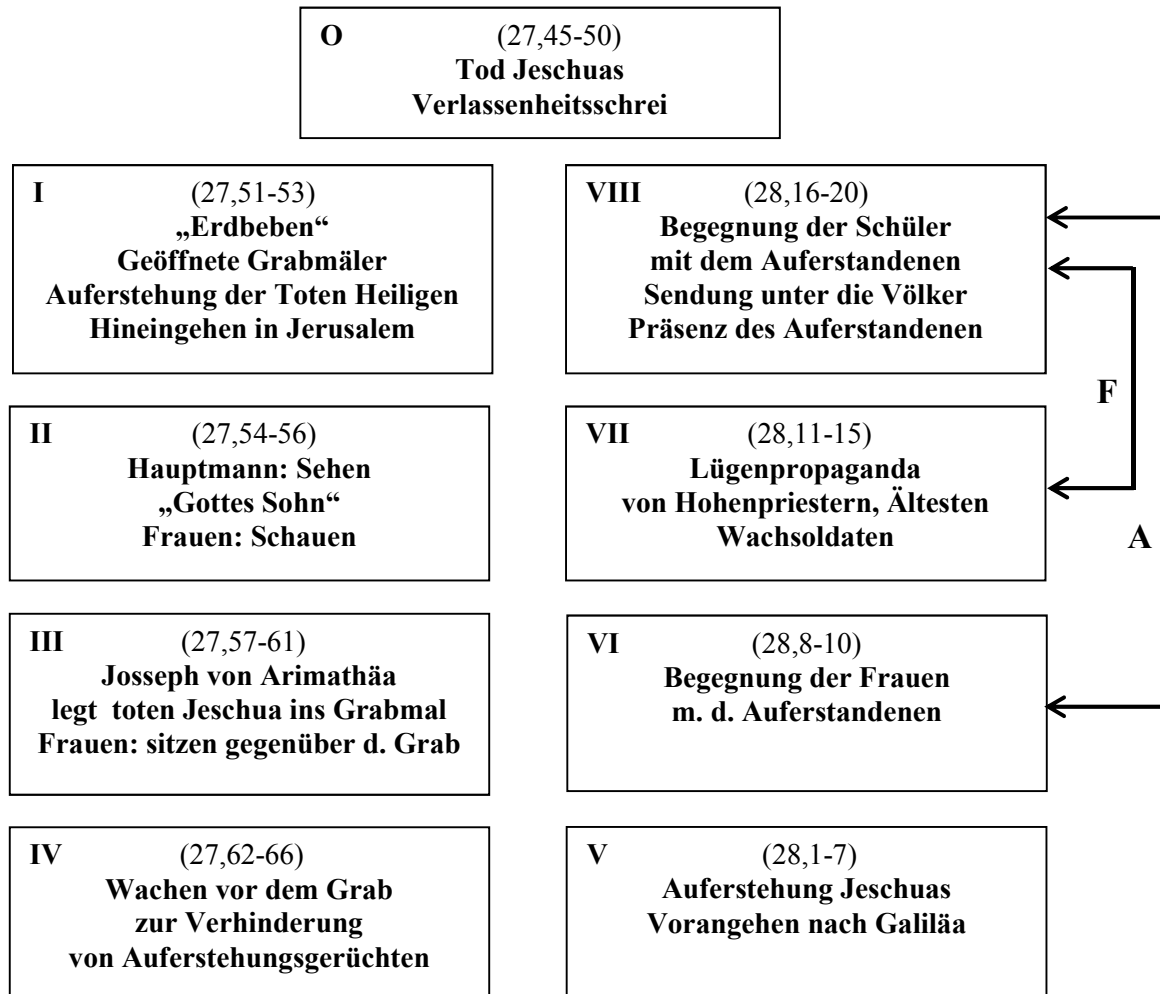 O (27,45-50)
Tod Jeschuas
Verlassenheitsschrei
I (27,51-53)
„Erdbeben“
Geöffnete Grabmäler
Auferstehung der Toten Heiligen
Hineingehen in Jerusalem
VIII (28,16-20)
Begegnung der Schüler
mit dem Auferstandenen
Sendung unter die Völker
Präsenz des Auferstandenen
F
II (27,54-56)
Hauptmann: Sehen
„Gottes Sohn“
Frauen: Schauen
VII (28,11-15)
Lügenpropaganda
von Hohenpriestern, Ältesten
Wachsoldaten
A
III (27,57-61)
Josseph von Arimathäa
legt toten Jeschua ins Grabmal
Frauen: sitzen gegenüber d. Grab
VI (28,8-10)
Begegnung der Frauen
m. d. Auferstandenen
IV (27,62-66)
Wachen vor dem Grab
zur Verhinderung
von Auferstehungsgerüchten
V (28,1-7)
Auferstehung Jeschuas
Vorangehen nach Galiläa